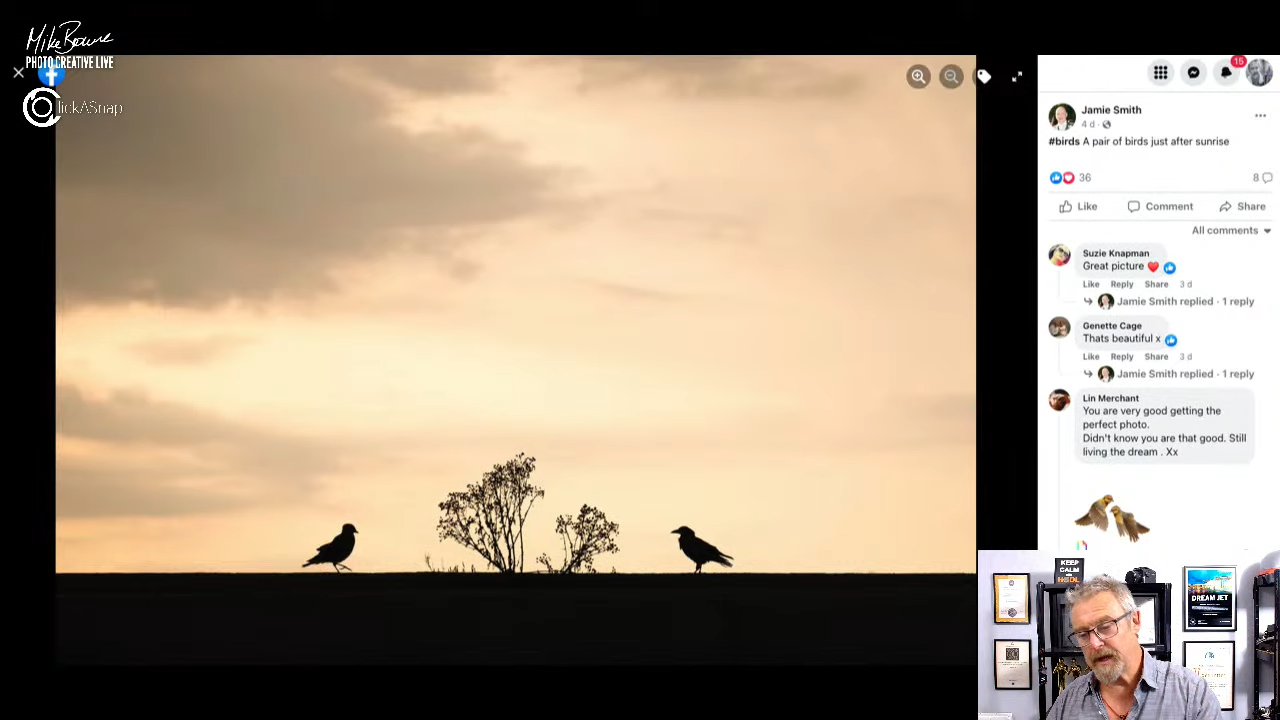 Mike Browne
PHOTO CREATIVE LIVE
ClickASnap
15
Jamie Smith
4 d
#birds A pair of birds just after sunrise
36
8
Like
Comment
Share
All comments
Suzie Knapman
Great picture ❤️
Like Reply Share 3 d
Jamie Smith replied · 1 reply
Genette Cage
Thats beautiful x
Like Reply Share 3 d
Jamie Smith replied · 1 reply
Lin Merchant
You are very good getting the
perfect photo.
Didn't know you are that good. Still
living the dream . Xx
KEEP
CALM
DREAM JET